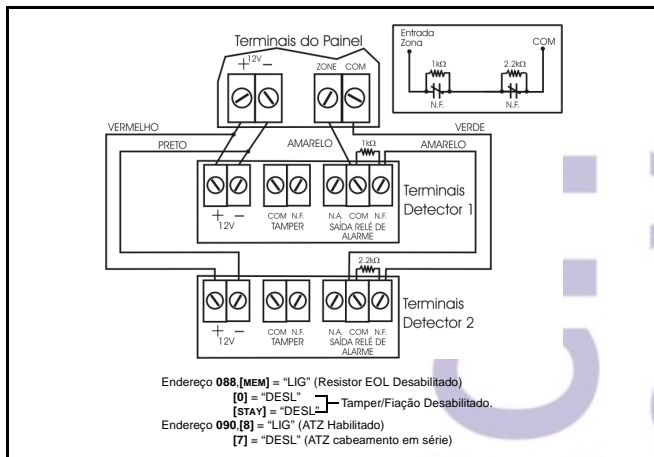 Terminais do Painel
12V
+ −
ZONE COM
Entrada
Zona
COM
1kΩ
2.2kΩ
N.F.
N.F.
VERMELHO
VERDE
PRETO
AMARELO
1kΩ
AMARELO
Terminais
Detector 1
+ −
12V
COM N.F.
TAMPER
N.A. COM N.F.
SAÍDA RELÉ DE
ALARME
2.2kΩ
Terminais
Detector 2
+ −
12V
COM N.F.
TAMPER
N.A. COM N.F.
SAÍDA RELÉ DE
ALARME
Endereço 088,[MEM] = “LIG” (Resistor EOL Desabilitado)
[0] = “DESL”
[STAY] = “DESL”
Tamper/Fiação Desabilitado.
Endereço 090,[8] = “LIG” (ATZ Habilitado)
[7] = “DESL” (ATZ cabeamento em série)